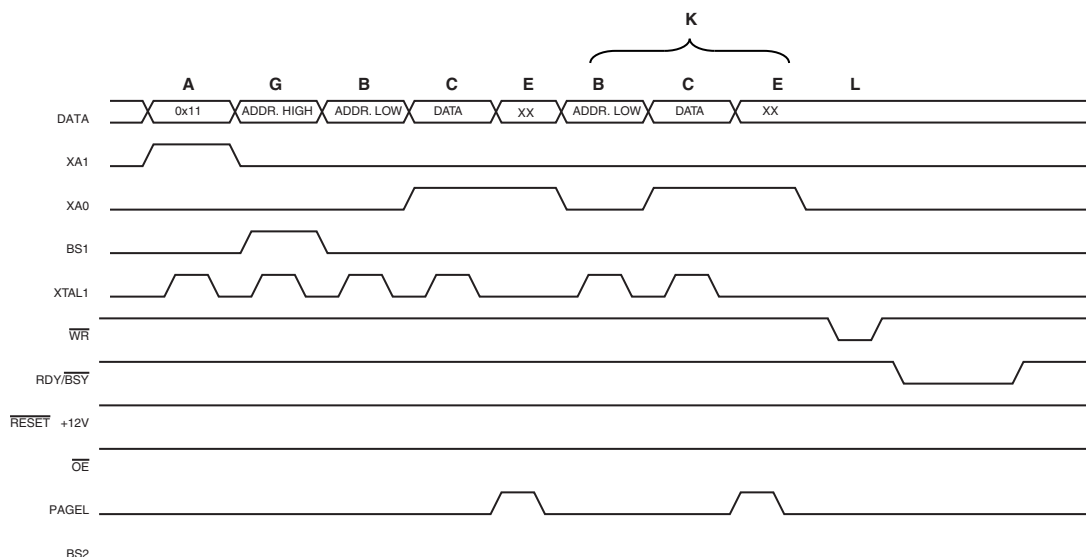 K
A G B C E B C E L
DATA 0x11 ADDR. HIGH ADDR. LOW DATA XX ADDR. LOW DATA XX
XA1
XA0
BS1
XTAL1
WR
RDY/BSY
RESET +12V
OE
PAGEL
BS2